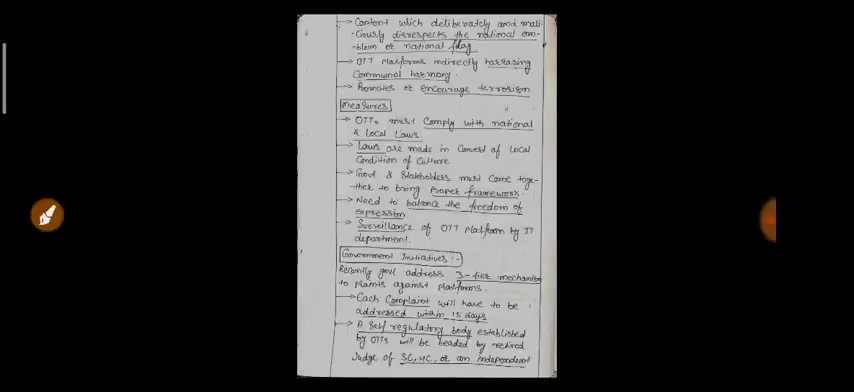 → Content which deliberately and mali-
-ciously disrespects the national em-
-blem or national flag
→ OTT platforms indirectly harrasing
Communal harmony.
→ Promotes or encourage terrorism
Measures
→ OTTs must comply with national
& Local Laws
→ Laws are made in Context of Local
Condition of Culture
→ Govt & Stakeholders must come toge-
-ther to bring proper framework.
→ Need to balance the freedom of
expression
→ Surveillance of OTT platform by IT
department.
Government Initiatives :-
Recently govt address 3-tier mechanism
to plaints against platforms.
→ Each Complaint will have to be
addressed within 15 days
→ A Self regulatory body established
by OTTs will be headed by retired
Judge of SC, HC, or an independent